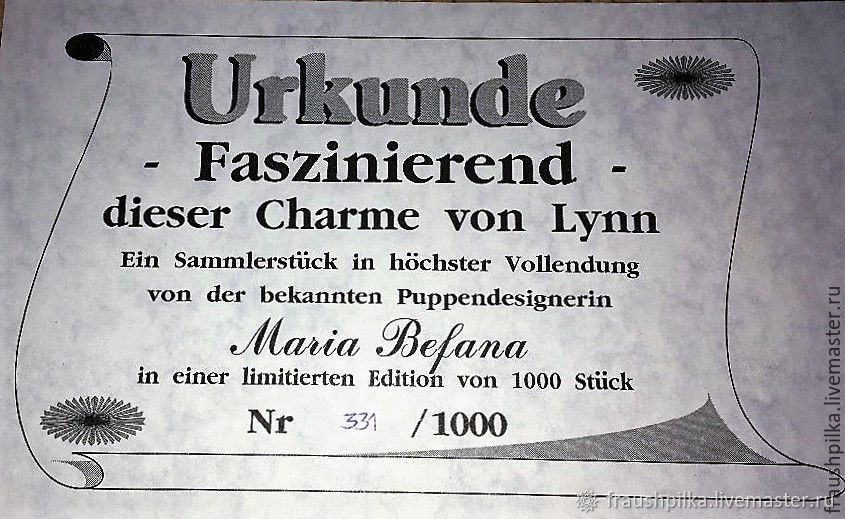 Urkunde
- Faszinierend -
dieser Charme von Lynn
Ein Sammlerstück in höchster Vollendung
von der bekannten Puppendesignerin
Maria Befana
in einer limitierten Edition von 1000 Stück
Nr 331 /1000
fraushpilka.livemaster.ru
fraushpilka.livemaster.ru